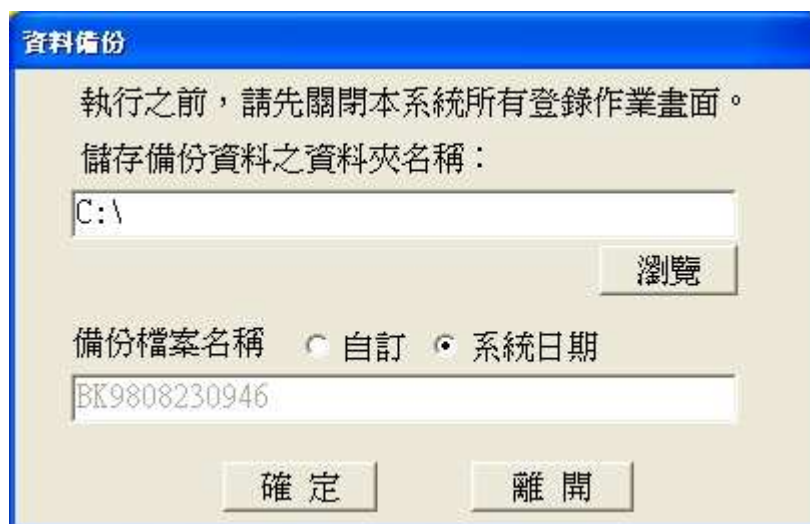 資料備份
執行之前，請先關閉本系統所有登錄作業畫面。
儲存備份資料之資料夾名稱：
C:\
瀏覽
備份檔案名稱 自訂 系統日期
BK9808230946
確定 離開